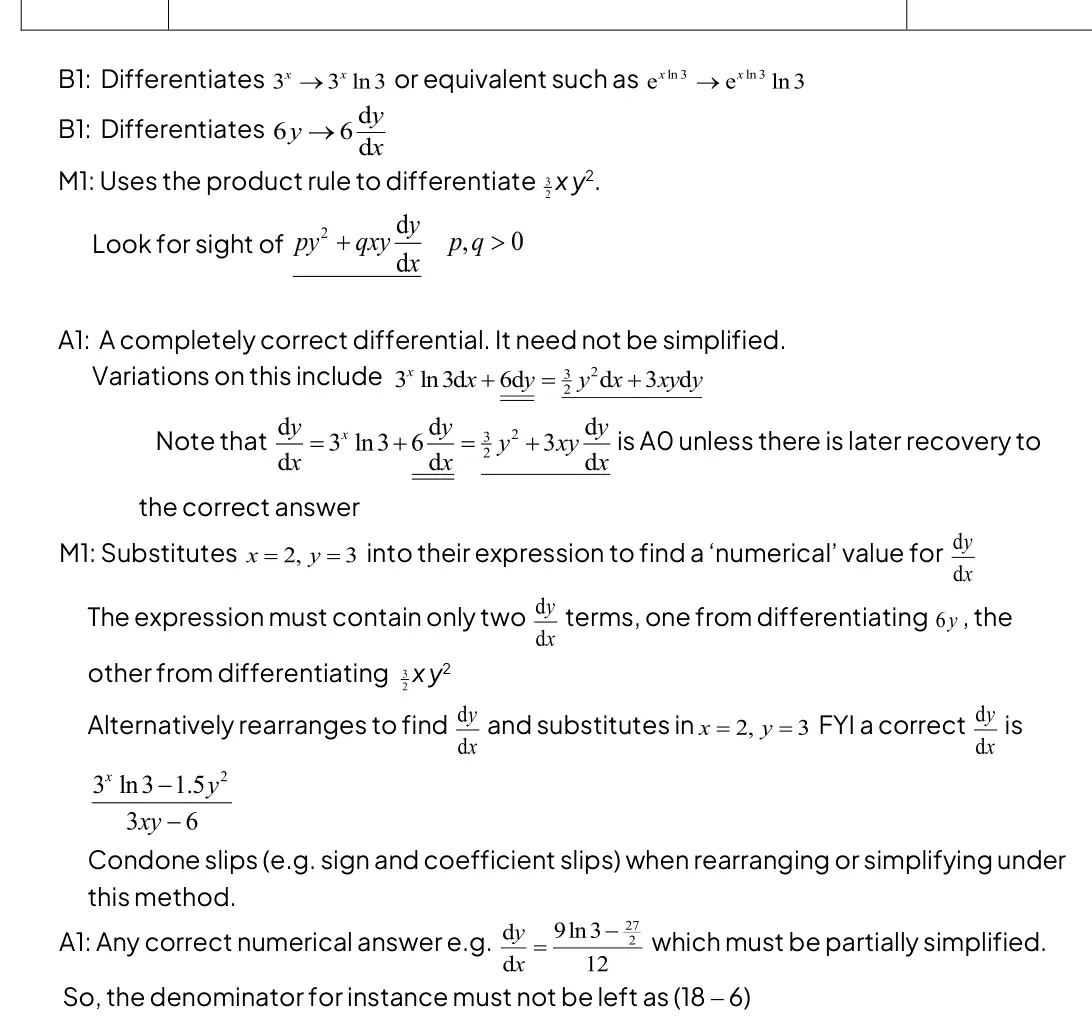 B1: Differentiates 3ˣ → 3ˣ ln 3 or equivalent such as e^(x ln 3) → e^(x ln 3) ln 3
B1: Differentiates 6y → 6 dy/dx
M1: Uses the product rule to differentiate 3/2 x y².
Look for sight of py² + qxy dy/dx p, q > 0
A1: A completely correct differential. It need not be simplified.
Variations on this include 3ˣ ln 3dx + 6dy = 3/2 y²dx + 3xydy
Note that dy/dx = 3ˣ ln 3 + 6 dy/dx = 3/2 y² + 3xy dy/dx is A0 unless there is later recovery to
the correct answer
M1: Substitutes x = 2, y = 3 into their expression to find a ‘numerical’ value for dy/dx
The expression must contain only two dy/dx terms, one from differentiating 6y, the
other from differentiating 3/2 x y²
Alternatively rearranges to find dy/dx and substitutes in x = 2, y = 3 FYI a correct dy/dx is
(3ˣ ln 3 − 1.5y²)/(3xy − 6)
Condone slips (e.g. sign and coefficient slips) when rearranging or simplifying under
this method.
A1: Any correct numerical answer e.g. dy/dx = (9 ln 3 − 27/2)/12 which must be partially simplified.
So, the denominator for instance must not be left as (18 – 6)